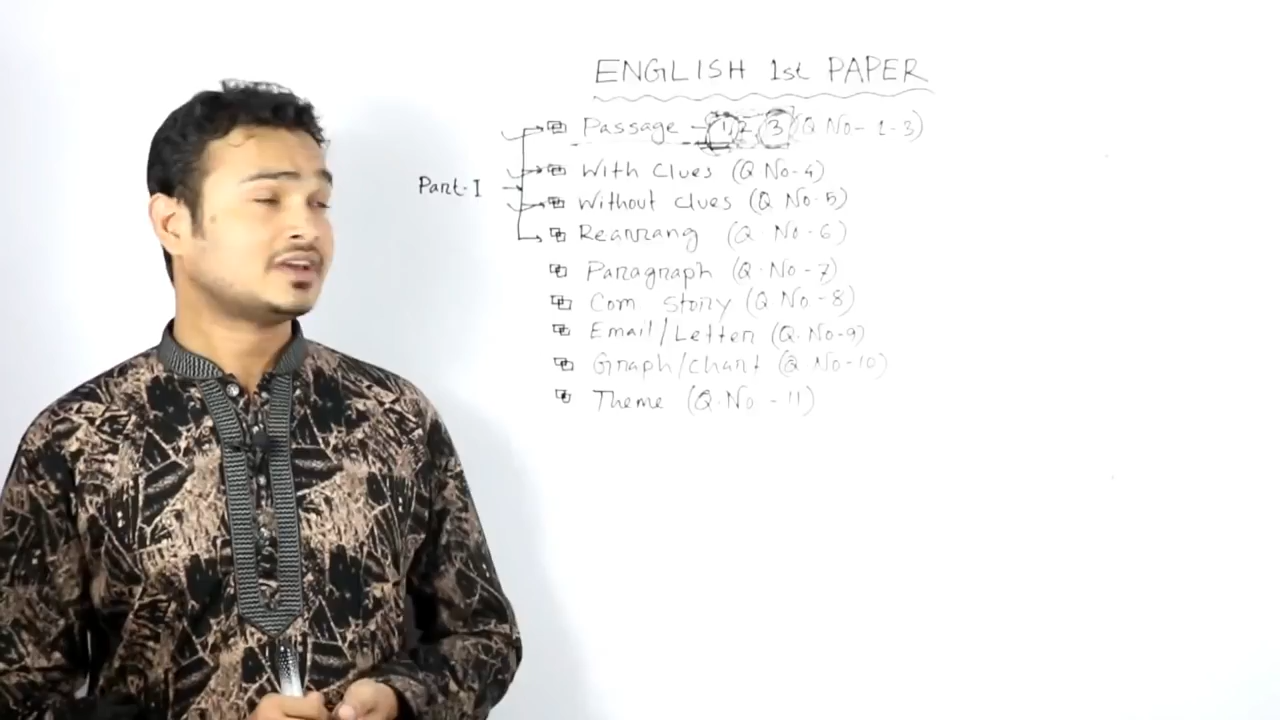 ENGLISH 1st PAPER
Passage - 1, 2, 3 (Q No- 1-3)
With clues (Q No-4)
Part-I
Without clues (Q No-5)
Rearrang (Q. No-6)
Paragraph (Q. No-7)
Com story (Q No-8)
Email/Letter (Q. No-9)
Graph/chart (Q No-10)
Theme (Q. No - 11)